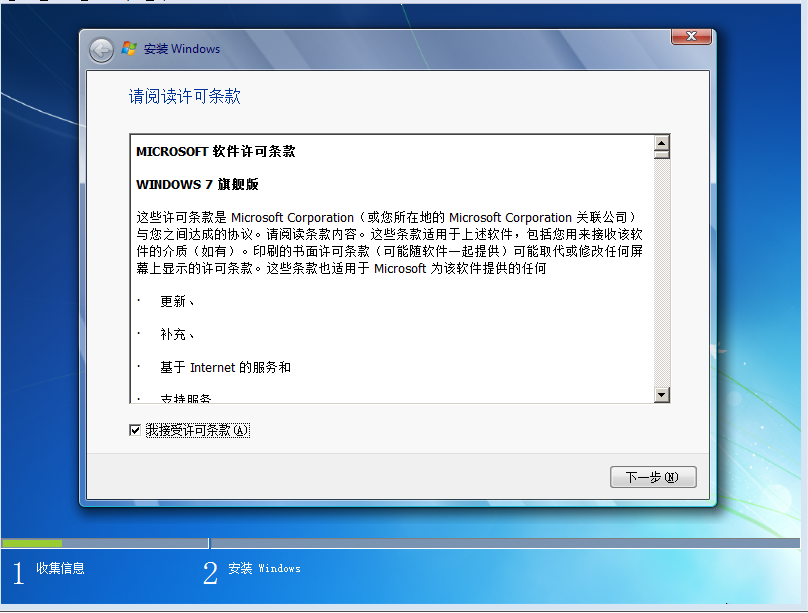 安装 Windows
请阅读许可条款
MICROSOFT 软件许可条款
WINDOWS 7 旗舰版
这些许可条款是 Microsoft Corporation（或您所在地的 Microsoft Corporation 关联公司）
与您之间达成的协议。请阅读条款内容。这些条款适用于上述软件，包括您用来接收该软
件的介质（如有）。印刷的书面许可条款（可能随软件一起提供）可能取代或修改任何屏
幕上显示的许可条款。这些条款也适用于 Microsoft 为该软件提供的任何
· 更新、
· 补充、
· 基于 Internet 的服务和
· 支持服务
我接受许可条款(A)
下一步(N)
1 收集信息
2 安装 Windows